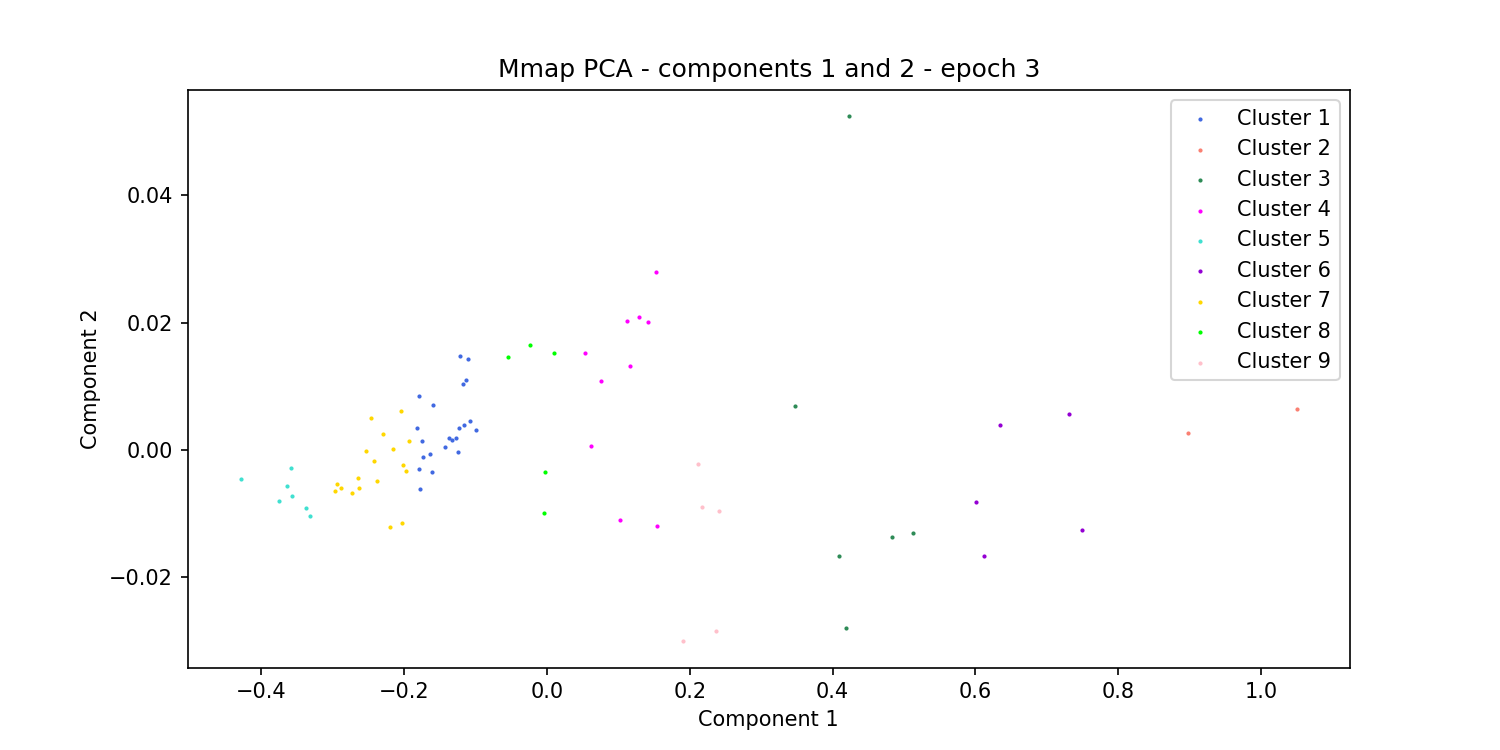 Mmap PCA - components 1 and 2 - epoch 3
Cluster 1
Cluster 2
Cluster 3
Cluster 4
Cluster 5
Cluster 6
Cluster 7
Cluster 8
Cluster 9
Component 2
0.04
0.02
0.00
−0.02
−0.4 −0.2 0.0 0.2 0.4 0.6 0.8 1.0
Component 1